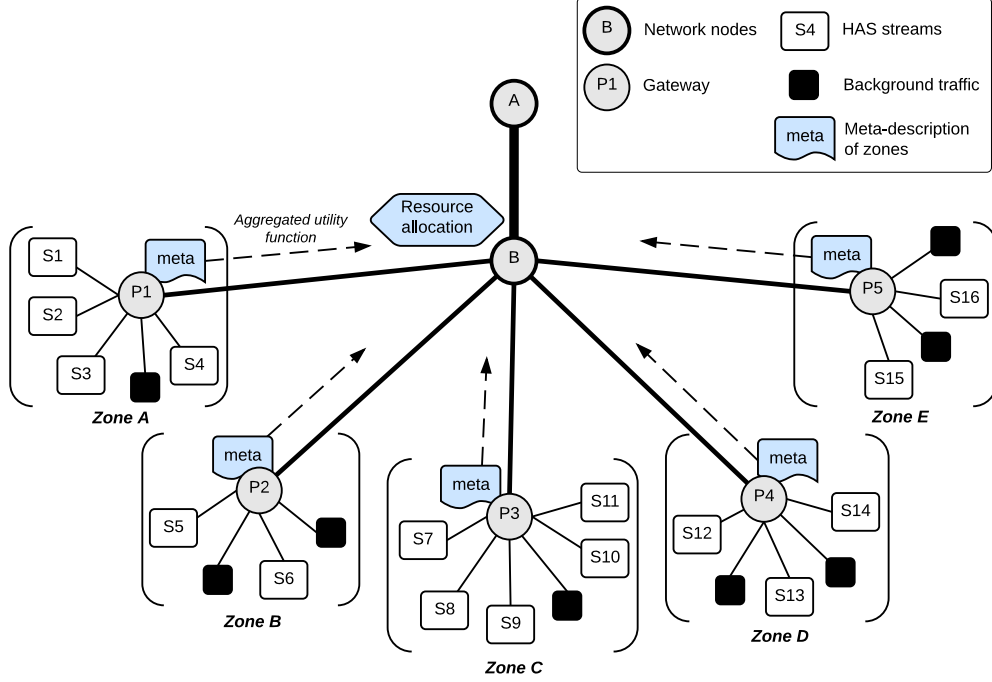 B
Network nodes
S4
HAS streams
P1
Gateway
Background traffic
meta
Meta-description
of zones
A
Resource
allocation
Aggregated utility
function
B
S1
meta
P1
S2
S3
S4
Zone A
meta
P5
S16
S15
Zone E
meta
P2
S5
S6
Zone B
meta
P3
S11
S7
S10
S8
S9
Zone C
meta
P4
S14
S12
S13
Zone D